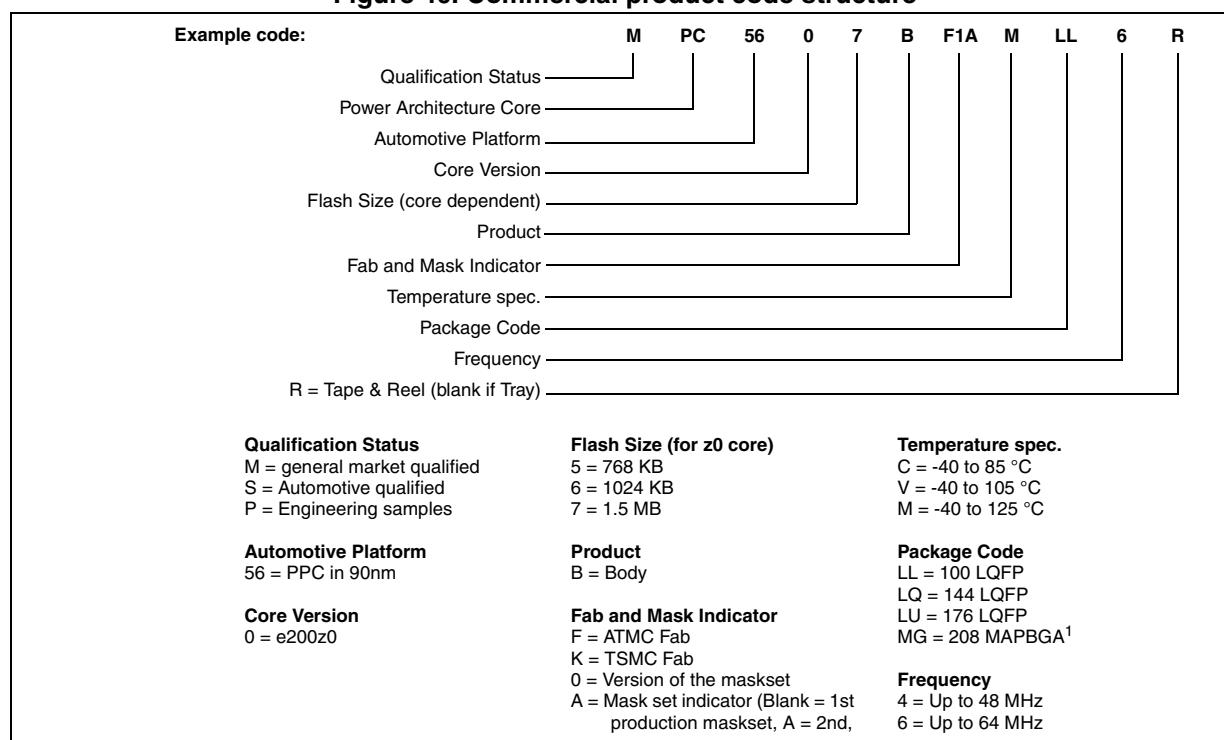 Figure 46. Commercial product code structure
Example code:
M PC 56 0 7 B F1A M LL 6 R
Qualification Status
Power Architecture Core
Automotive Platform
Core Version
Flash Size (core dependent)
Product
Fab and Mask Indicator
Temperature spec.
Package Code
Frequency
R = Tape & Reel (blank if Tray)
Qualification Status
M = general market qualified
S = Automotive qualified
P = Engineering samples
Automotive Platform
56 = PPC in 90nm
Core Version
0 = e200z0
Flash Size (for z0 core)
5 = 768 KB
6 = 1024 KB
7 = 1.5 MB
Product
B = Body
Fab and Mask Indicator
F = ATMC Fab
K = TSMC Fab
0 = Version of the maskset
A = Mask set indicator (Blank = 1st
production maskset, A = 2nd,
Temperature spec.
C = -40 to 85 °C
V = -40 to 105 °C
M = -40 to 125 °C
Package Code
LL = 100 LQFP
LQ = 144 LQFP
LU = 176 LQFP
MG = 208 MAPBGA1
Frequency
4 = Up to 48 MHz
6 = Up to 64 MHz